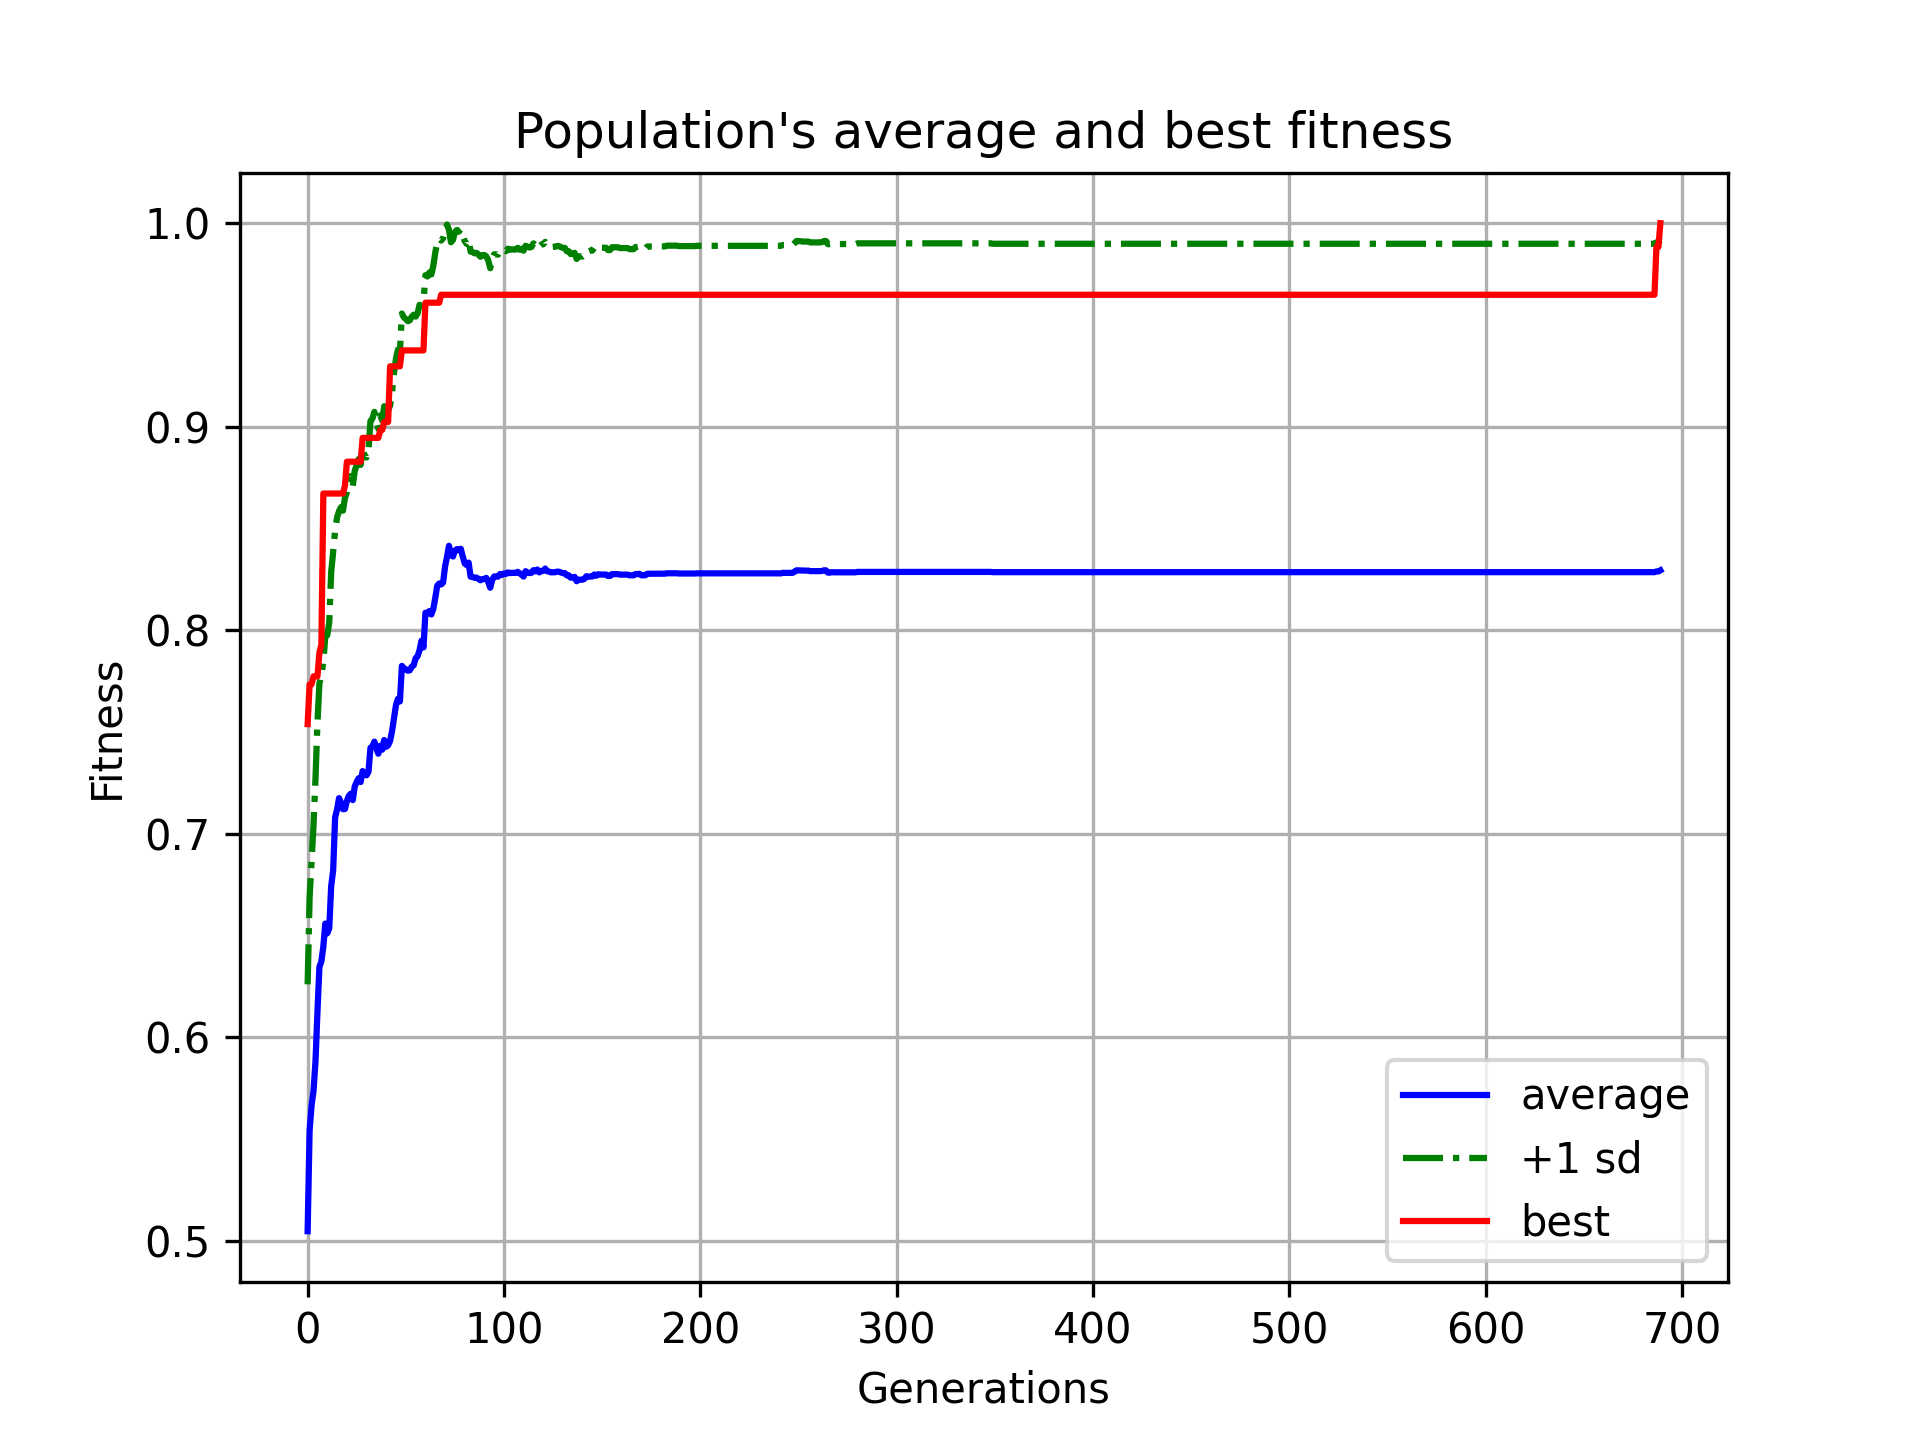 Population's average and best fitness
1.0
0.9
0.8
0.7
0.6
0.5
Fitness
average
+1 sd
best
0 100 200 300 400 500 600 700
Generations